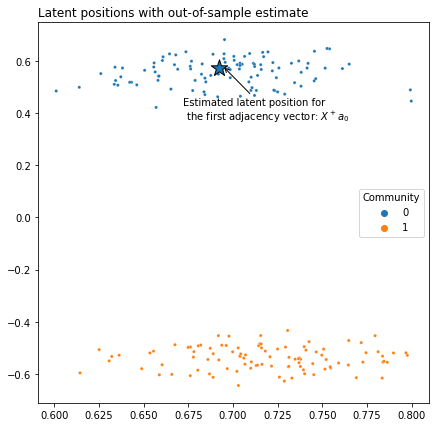 Latent positions with out-of-sample estimate
0.6
0.4
0.2
0.0
−0.2
−0.4
−0.6
Estimated latent position for
the first adjacency vector: X⁺a₀
Community
0
1
0.600 0.625 0.650 0.675 0.700 0.725 0.750 0.775 0.800